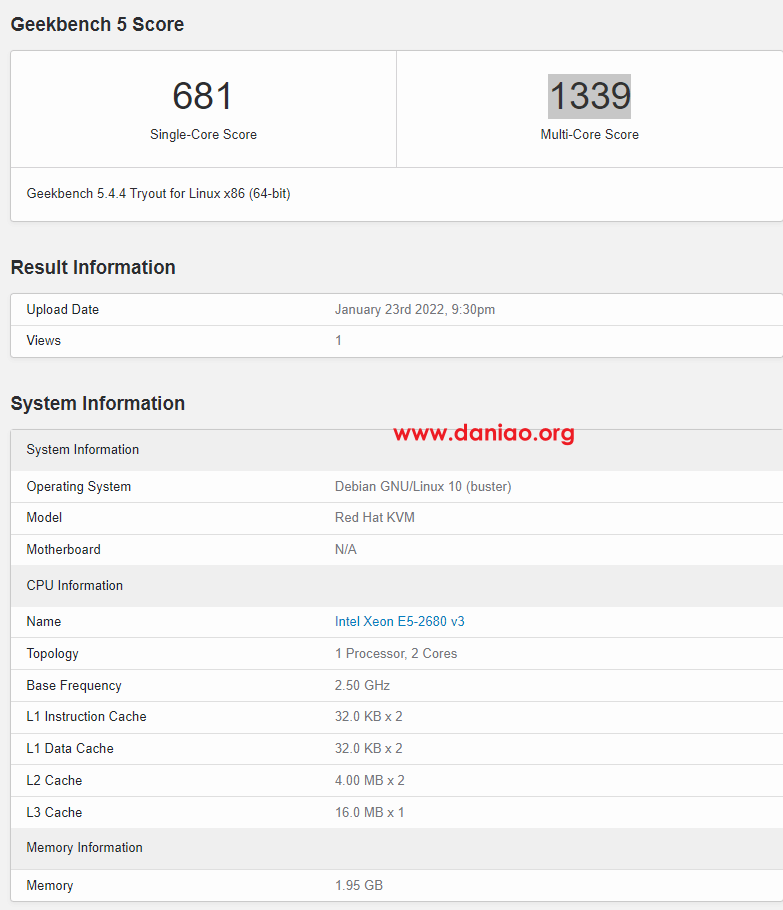 Geekbench 5 Score
681 1339
Single-Core Score Multi-Core Score
Geekbench 5.4.4 Tryout for Linux x86 (64-bit)
Result Information
Upload Date January 23rd 2022, 9:30pm
Views 1
System Information
www.daniao.org
System Information
Operating System Debian GNU/Linux 10 (buster)
Model Red Hat KVM
Motherboard N/A
CPU Information
Name Intel Xeon E5-2680 v3
Topology 1 Processor, 2 Cores
Base Frequency 2.50 GHz
L1 Instruction Cache 32.0 KB x 2
L1 Data Cache 32.0 KB x 2
L2 Cache 4.00 MB x 2
L3 Cache 16.0 MB x 1
Memory Information
Memory 1.95 GB